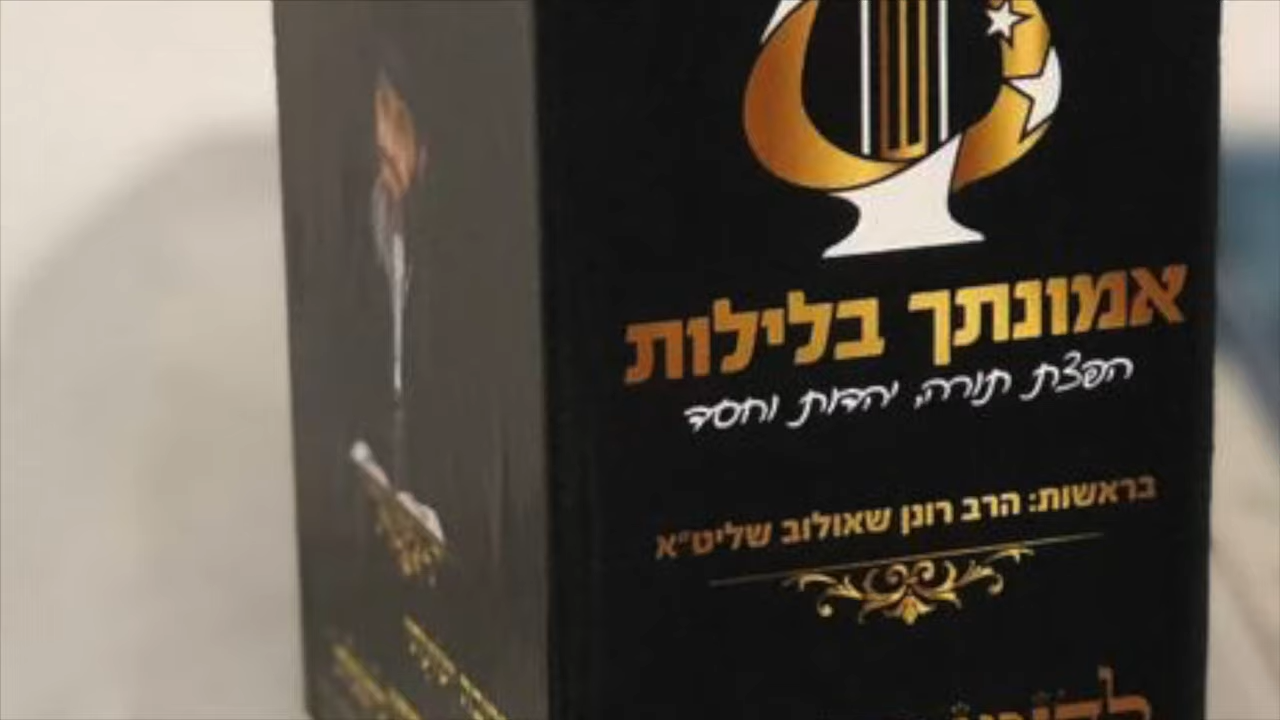 אמונתך בלילות
הפצת תורה, יהדות וחסד
בראשות: הרב רונן שאולוב שליט"א